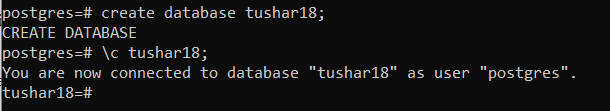 postgres=# create database tushar18;
CREATE DATABASE
postgres=# \c tushar18;
You are now connected to database "tushar18" as user "postgres".
tushar18=#